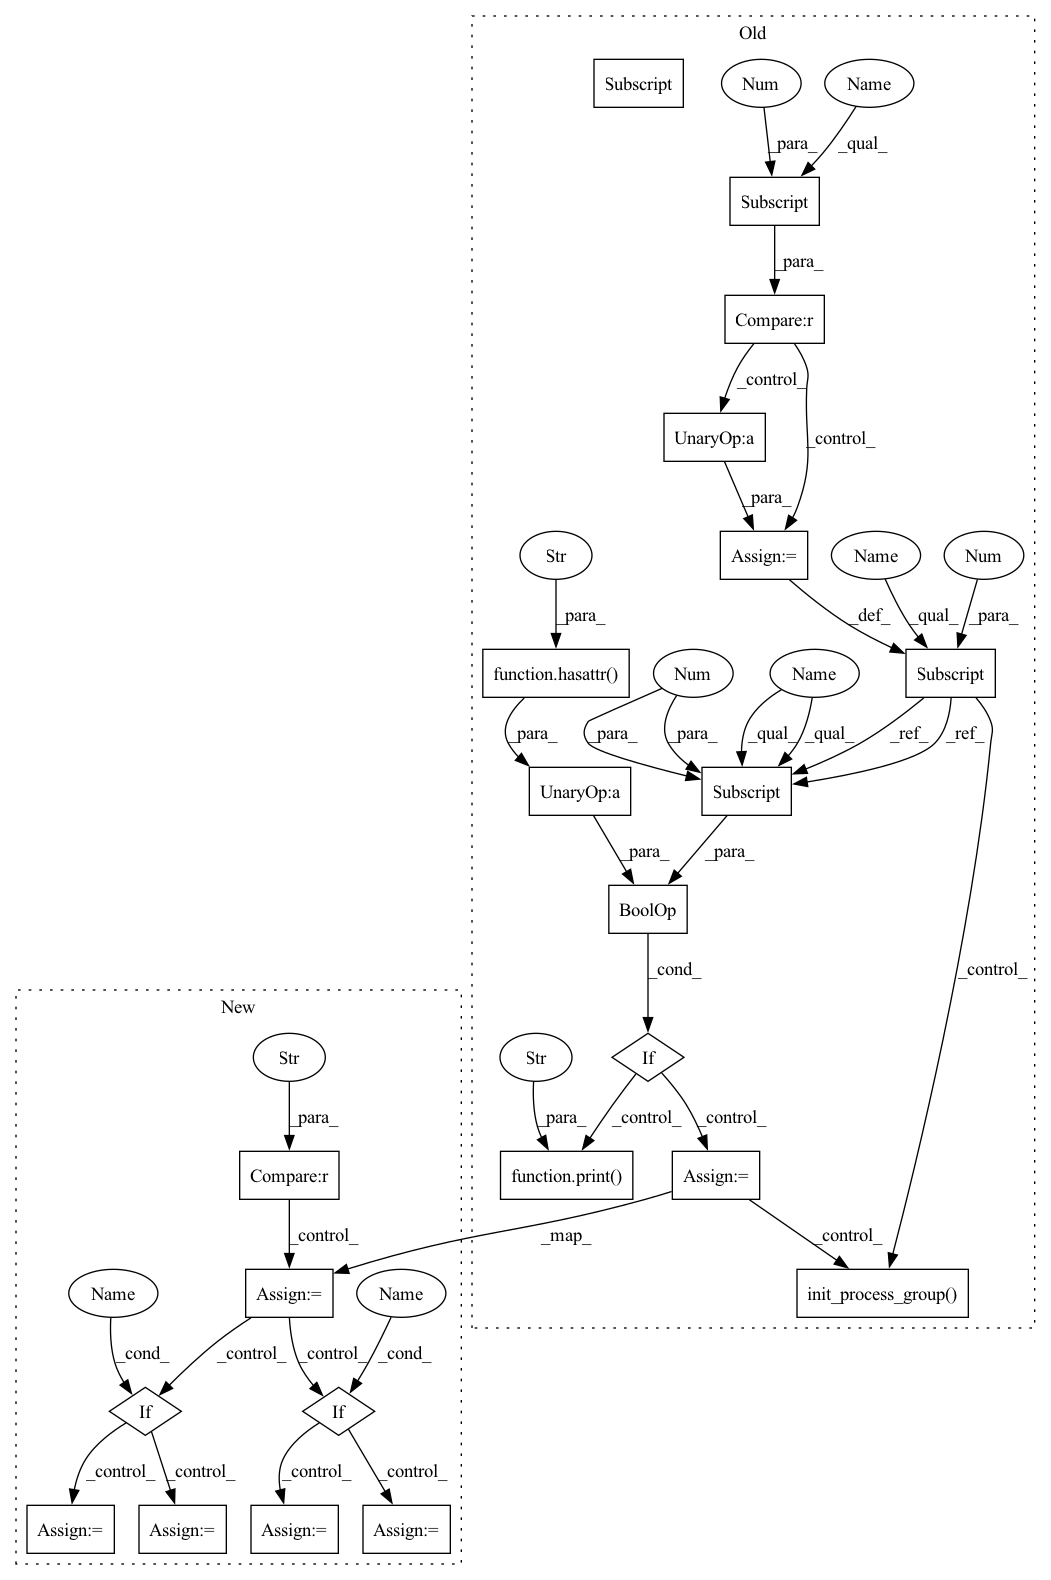 Old
Subscript
Num
Name
_para_
_qual_
Subscript
_para_
Compare:r
_control_
UnaryOp:a
_control_
_para_
Str
Assign:=
Name
Num
_para_
_def_
_qual_
_para_
function.hasattr()
Num
Name
Subscript
_para_
_para_
_para_
_qual_
_qual_
_ref_
_ref_
UnaryOp:a
Subscript
_para_
_para_
BoolOp
_cond_
_control_
New
Str
Str
If
_para_
_para_
_control_
_control_
Compare:r
function.print()
Assign:=
_control_
_map_
_control_
Name
Assign:=
Name
init_process_group()
_cond_
_control_
_control_
_cond_
If
If
_control_
_control_
_control_
_control_
Assign:=
Assign:=
Assign:=
Assign:=